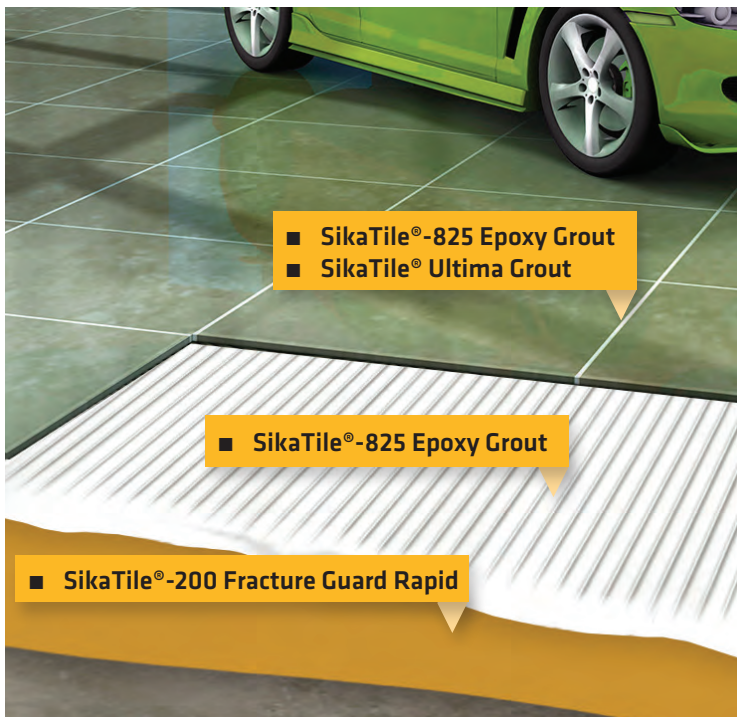 ■ SikaTile®-825 Epoxy Grout
■ SikaTile® Ultima Grout
■ SikaTile®-825 Epoxy Grout
■ SikaTile®-200 Fracture Guard Rapid